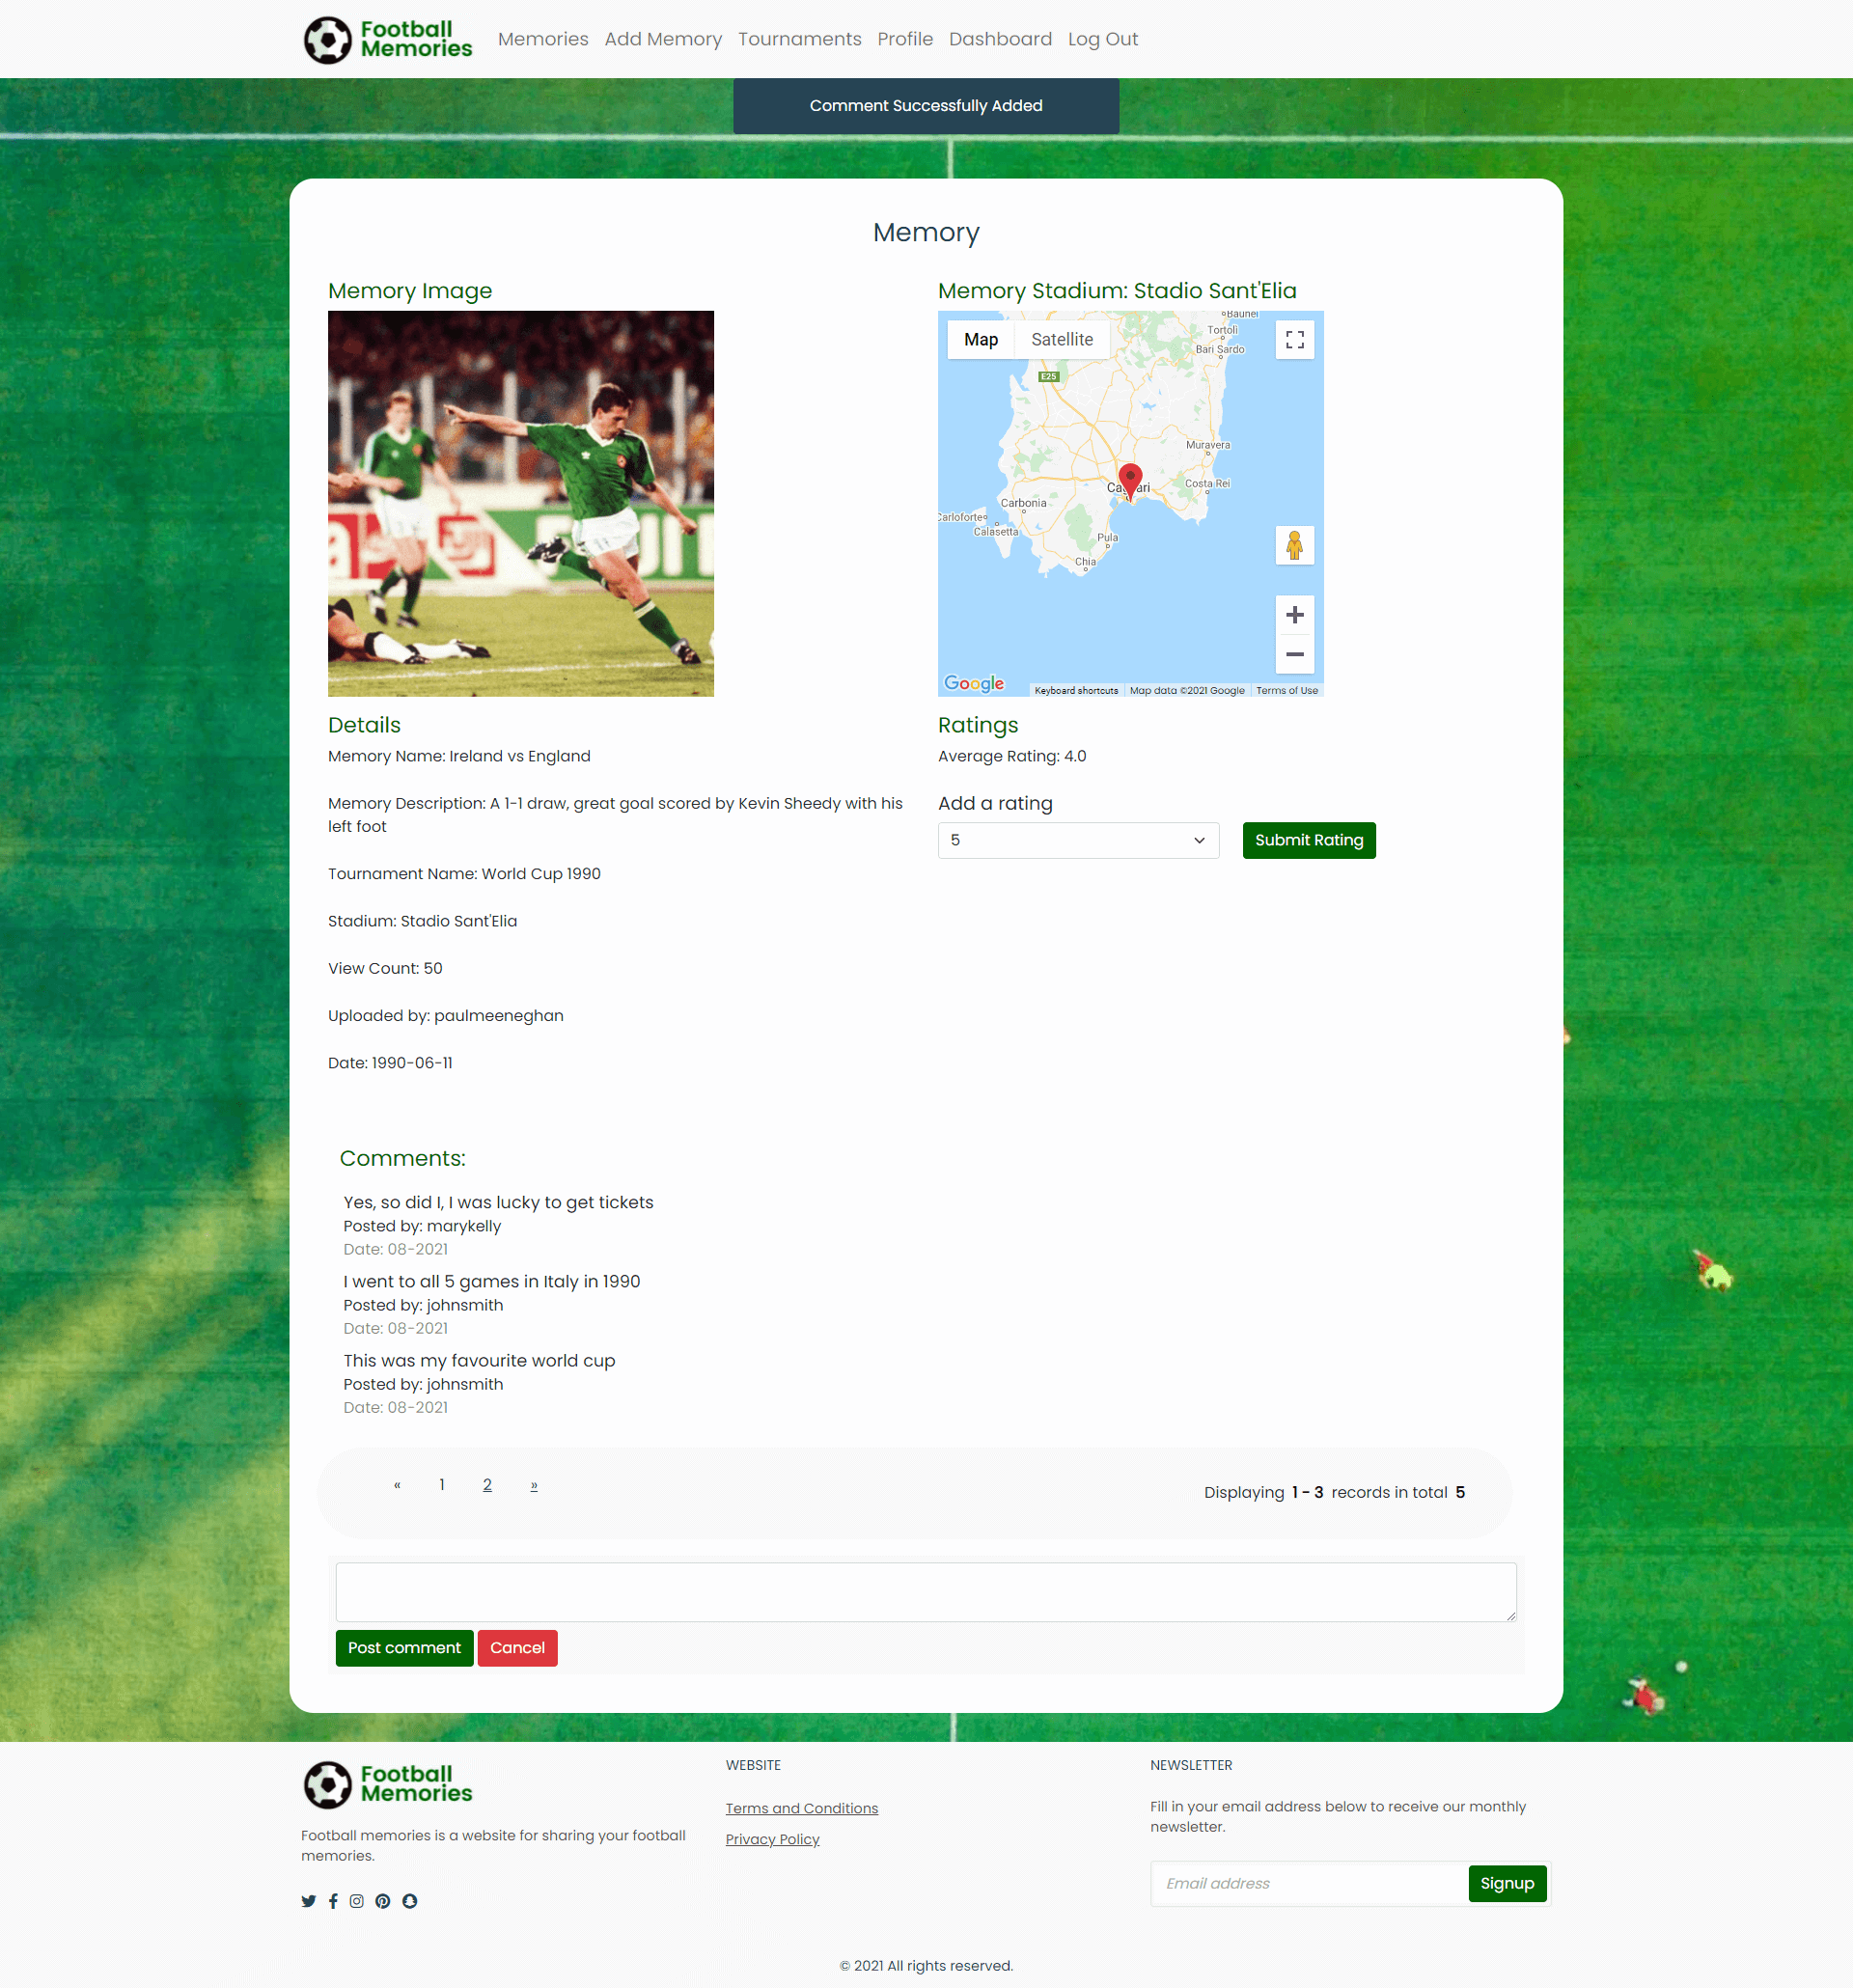 Football
Memories
Memories Add Memory Tournaments Profile Dashboard Log Out
Comment Successfully Added
Memory
Memory Image
Memory Stadium: Stadio Sant'Elia
Map Satellite
Baunei
Tortoli
Bari Sardo
E25
Muravera
Costa Rei
Carbonia
Carloforte
Calasetta
Pula
Chia
Google
Keyboard shortcuts Map data ©2021 Google Terms of Use
Details
Memory Name: Ireland vs England
Memory Description: A 1-1 draw, great goal scored by Kevin Sheedy with his
left foot
Tournament Name: World Cup 1990
Stadium: Stadio Sant'Elia
View Count: 50
Uploaded by: paulmeeneghan
Date: 1990-06-11
Ratings
Average Rating: 4.0
Add a rating
5
Submit Rating
Comments:
Yes, so did I, I was lucky to get tickets
Posted by: marykelly
Date: 08-2021
I went to all 5 games in Italy in 1990
Posted by: johnsmith
Date: 08-2021
This was my favourite world cup
Posted by: johnsmith
Date: 08-2021
« 1 2 »
Displaying 1 - 3 records in total 5
Post comment Cancel
Football
Memories
Football memories is a website for sharing your football
memories.
WEBSITE
Terms and Conditions
Privacy Policy
NEWSLETTER
Fill in your email address below to receive our monthly
newsletter.
Email address
Signup
© 2021 All rights reserved.